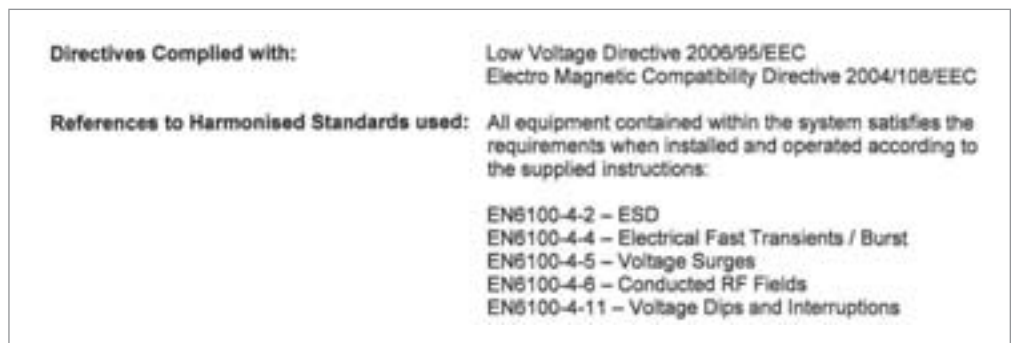 Directives Complied with: Low Voltage Directive 2006/95/EEC
Electro Magnetic Compatibility Directive 2004/108/EEC
References to Harmonised Standards used: All equipment contained within the system satisfies the
requirements when installed and operated according to
the supplied instructions:
EN6100-4-2 – ESD
EN6100-4-4 – Electrical Fast Transients / Burst
EN6100-4-5 – Voltage Surges
EN6100-4-6 – Conducted RF Fields
EN6100-4-11 – Voltage Dips and Interruptions